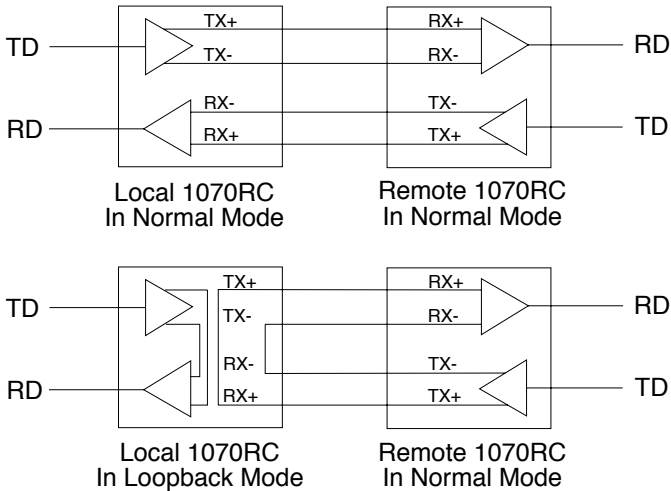 TX+ RX+
TD RD
TX- RX-
RX- TX-
RD TD
RX+ TX+
Local 1070RC Remote 1070RC
In Normal Mode In Normal Mode
TX+ RX+
TD RD
TX- RX-
RX- TX-
RD TD
RX+ TX+
Local 1070RC Remote 1070RC
In Loopback Mode In Normal Mode